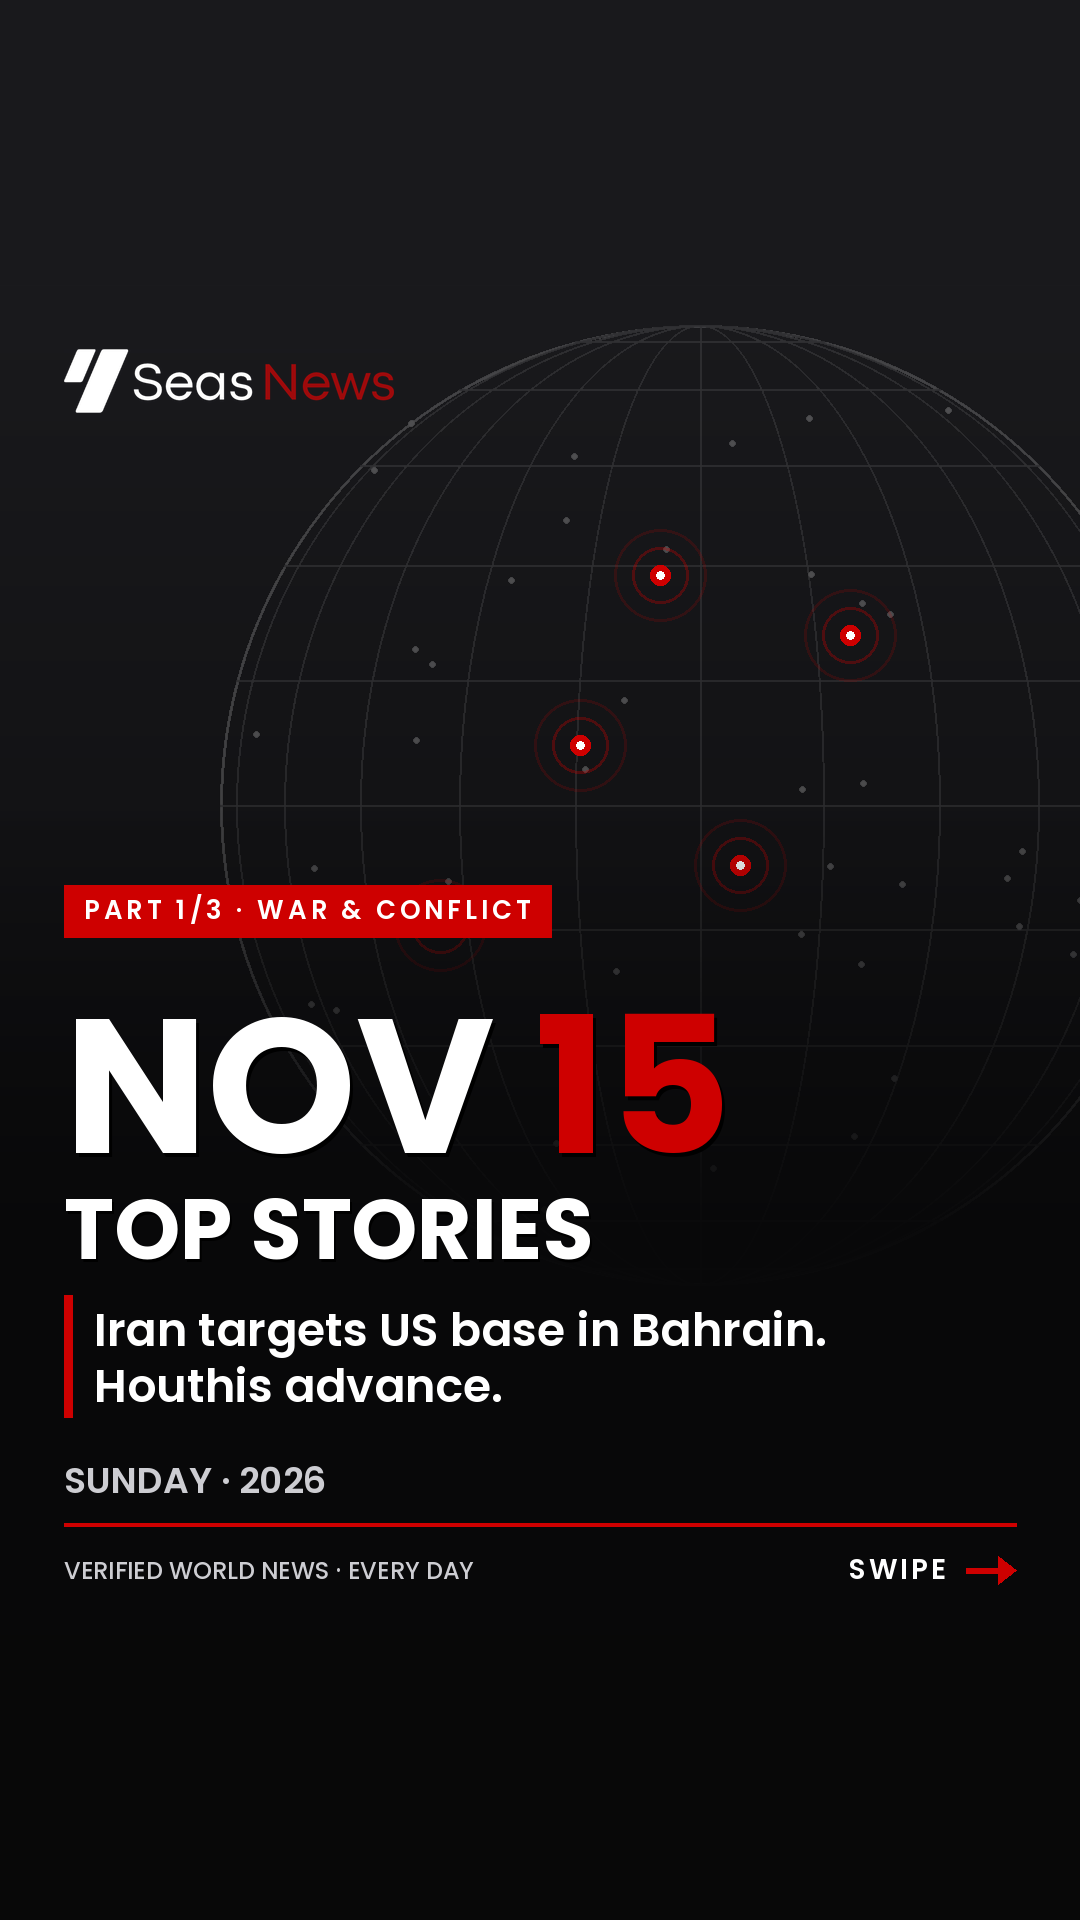 Seas News
PART 1/3 · WAR & CONFLICT
NOV 15
TOP STORIES
Iran targets US base in Bahrain.
Houthis advance.
SUNDAY · 2026
VERIFIED WORLD NEWS · EVERY DAY
SWIPE